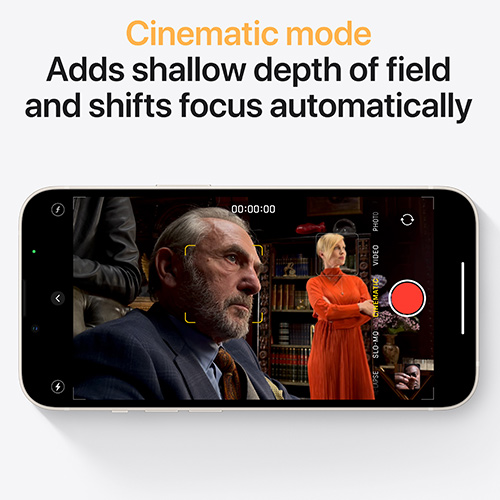 Cinematic mode
Adds shallow depth of field
and shifts focus automatically
00:00:00
PHOTO
VIDEO
CINEMATIC
SLO-MO
APSE